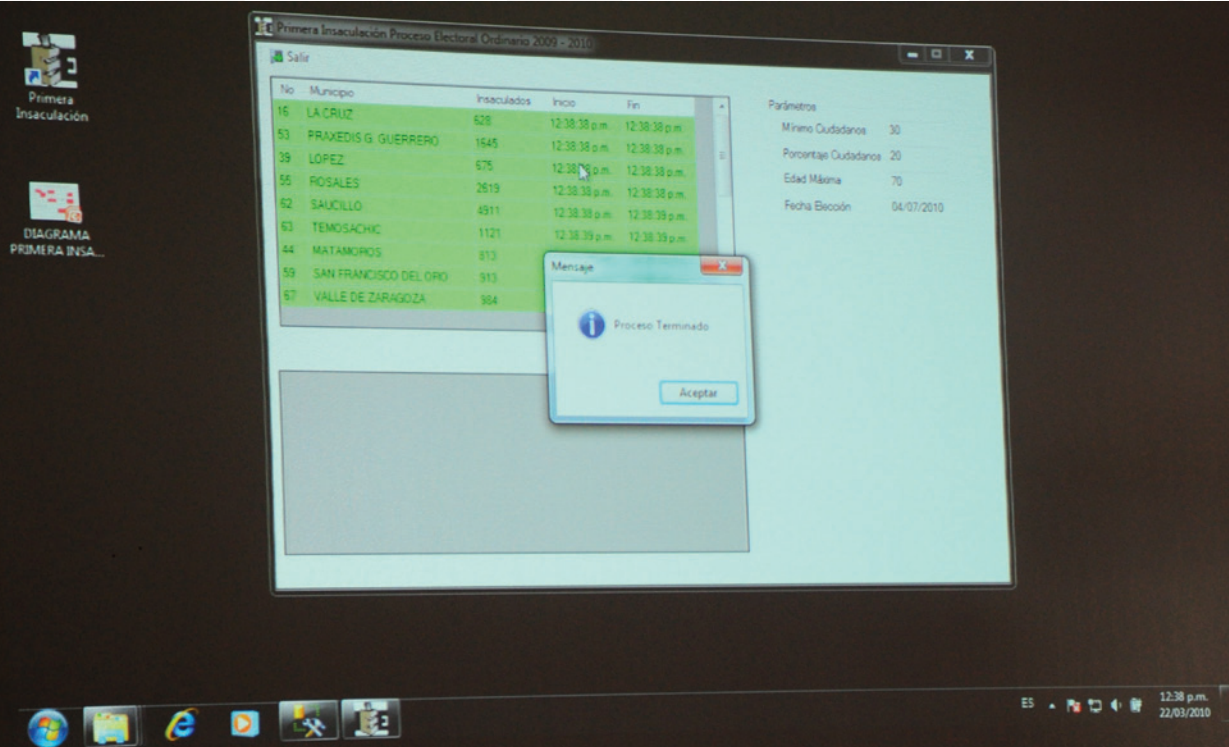 Primera Insaculación Proceso Electoral Ordinario 2009 - 2010
Salir
Primera
Insaculación
DIAGRAMA
PRIMERA INSA...
No Municipio Insaculados Inicio Fin
16 LA CRUZ 628 12:38:38 p.m. 12:38:38 p.m.
53 PRAXEDIS G. GUERRERO 1645 12:38:38 p.m. 12:38:38 p.m.
39 LOPEZ 675 12:38:38 p.m. 12:38:38 p.m.
55 ROSALES 2619 12:38:38 p.m. 12:38:38 p.m.
62 SAUCILLO 4911 12:38:38 p.m. 12:38:39 p.m.
63 TEMOSACHIC 1121 12:38:39 p.m. 12:38:39 p.m.
44 MATAMOROS 813
59 SAN FRANCISCO DEL ORO 913
67 VALLE DE ZARAGOZA 984
Parámetros
Mínimo Ciudadanos 30
Porcentaje Ciudadanos 20
Edad Máxima 70
Fecha Elección 04/07/2010
Mensaje
Proceso Terminado
Aceptar
ES
12:38 p.m.
22/03/2010